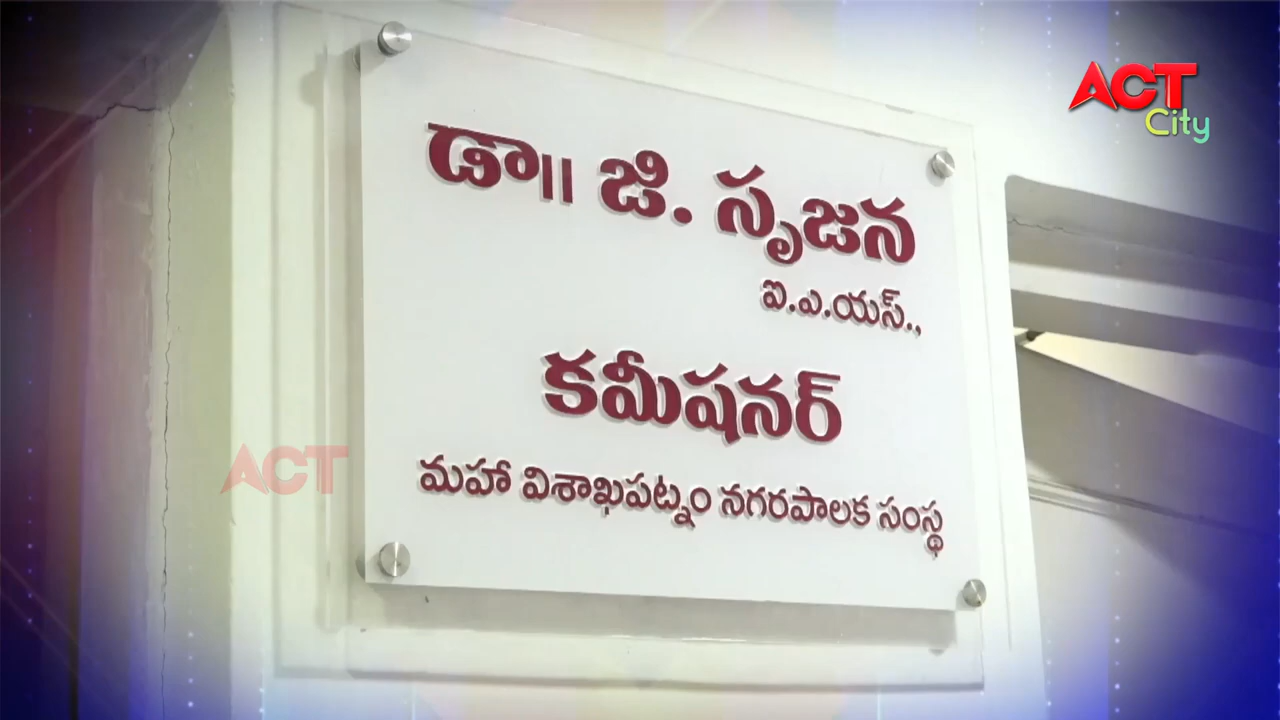 ACT
City
డా॥ జి. సృజన
ఐ.ఎ.యస్.,
కమీషనర్
మహా విశాఖపట్నం నగరపాలక సంస్థ
ACT